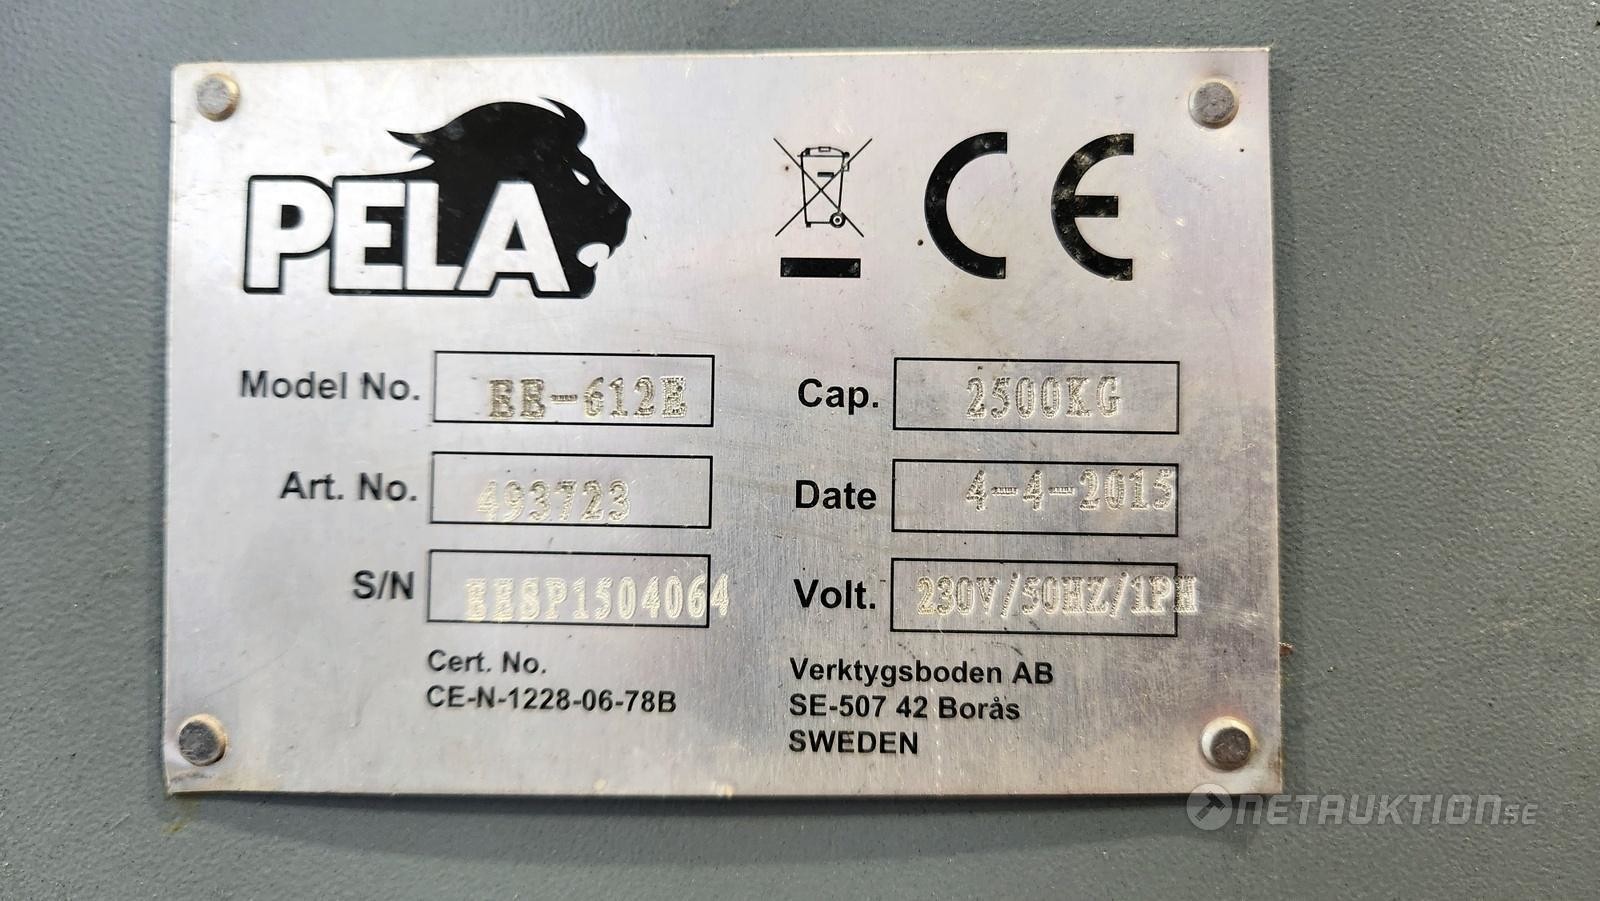 PELA
CE
Model No. EE-612E
Cap. 2500KG
Art. No. 493723
Date 4-4-2015
S/N EESP1504064
Volt. 230V/50HZ/1PH
Cert. No.
CE-N-1228-06-78B
Verktygsboden AB
SE-507 42 Borås
SWEDEN
NETAUKTION.SE